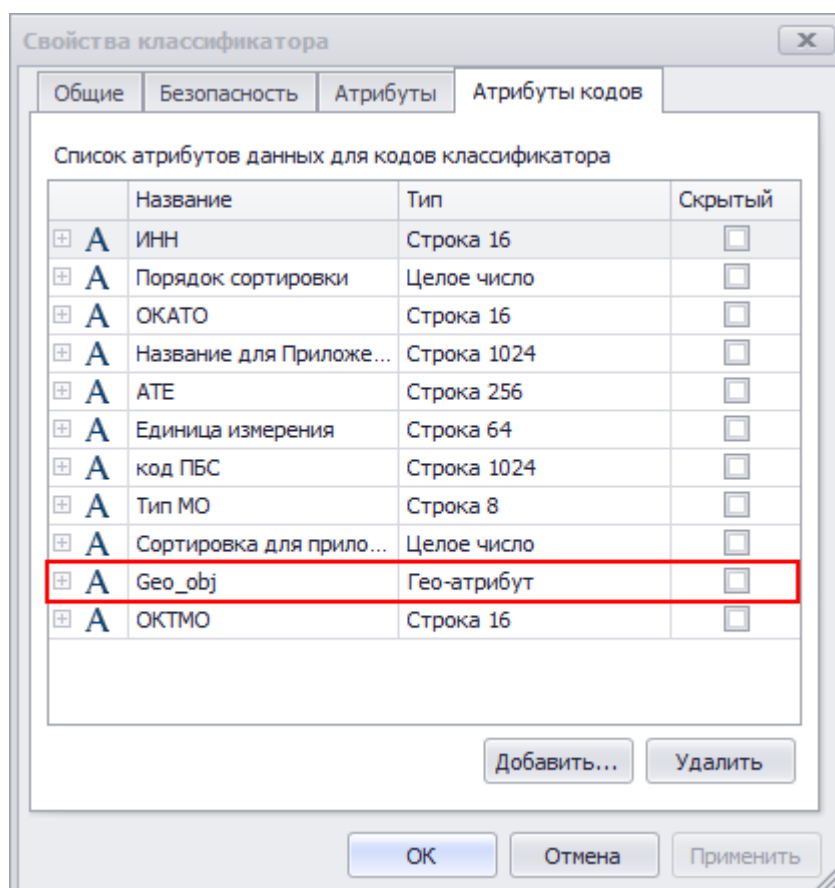 Свойства классификатора
Общие Безопасность Атрибуты Атрибуты кодов
Список атрибутов данных для кодов классификатора
Название Тип Скрытый
A ИНН Строка 16
A Порядок сортировки Целое число
A ОКАТО Строка 16
A Название для Приложе... Строка 1024
A АТЕ Строка 256
A Единица измерения Строка 64
A код ПБС Строка 1024
A Тип МО Строка 8
A Сортировка для прило... Целое число
A Geo_obj Гео-атрибут
A ОКТМО Строка 16
Добавить... Удалить
ОК Отмена Применить